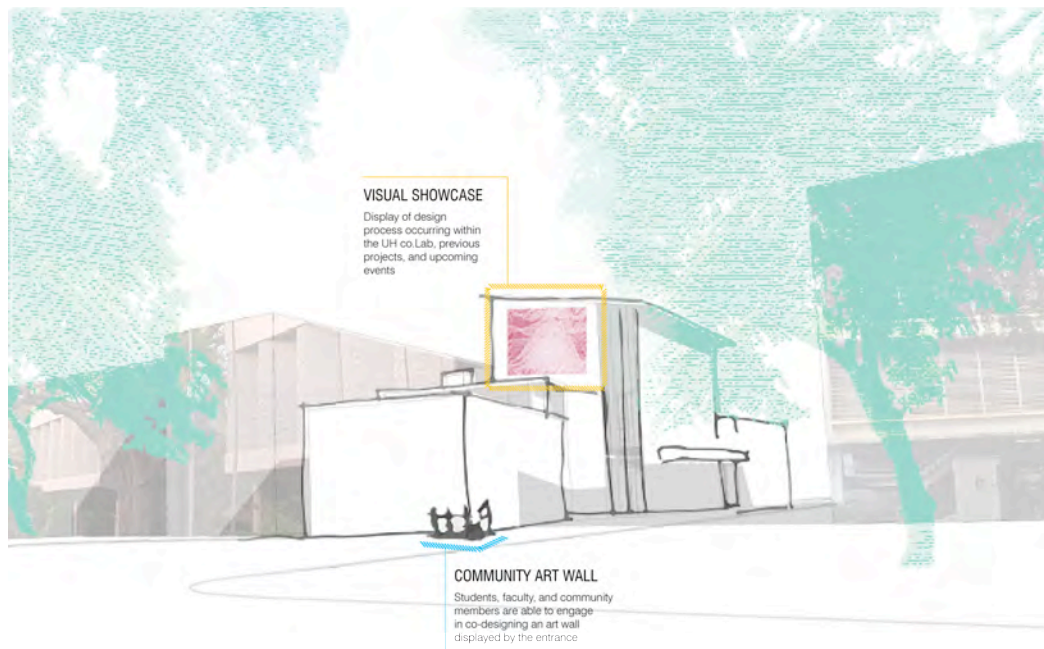 VISUAL SHOWCASE
Display of design
process occurring within
the UH co.Lab, previous
projects, and upcoming
events
COMMUNITY ART WALL
Students, faculty, and community
members are able to engage
in co-designing an art wall
displayed by the entrance